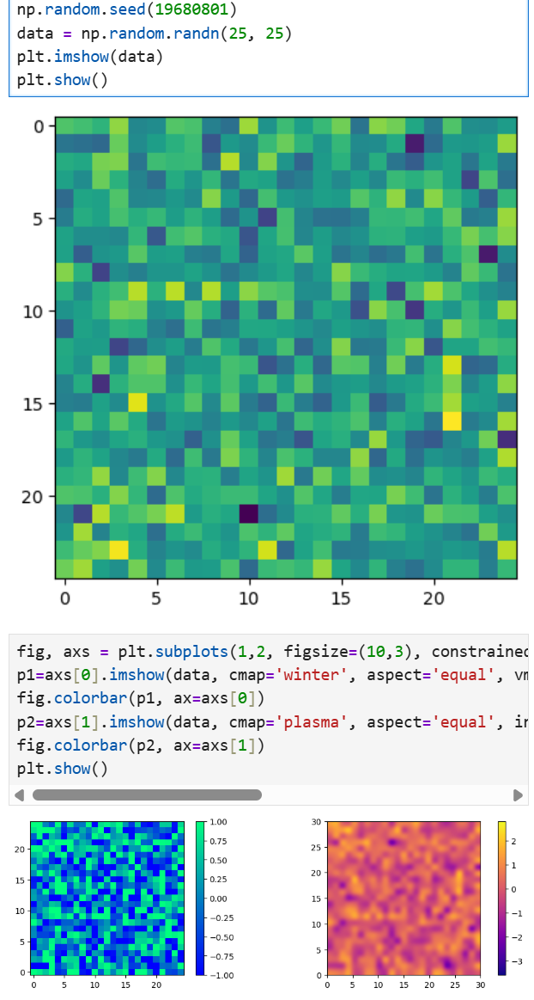 np.random.seed(19680801)
data = np.random.randn(25, 25)
plt.imshow(data)
plt.show()
0
5
10
15
20
0 5 10 15 20
fig, axs = plt.subplots(1,2, figsize=(10,3), constrained
p1=axs[0].imshow(data, cmap='winter', aspect='equal', vm
fig.colorbar(p1, ax=axs[0])
p2=axs[1].imshow(data, cmap='plasma', aspect='equal', in
fig.colorbar(p2, ax=axs[1])
plt.show()
20
15
10
5
0
0 5 10 15 20
1.00
0.75
0.50
0.25
0.00
−0.25
−0.50
−0.75
−1.00
30
25
20
15
10
5
0
0 5 10 15 20 25 30
2
1
0
−1
−2
−3